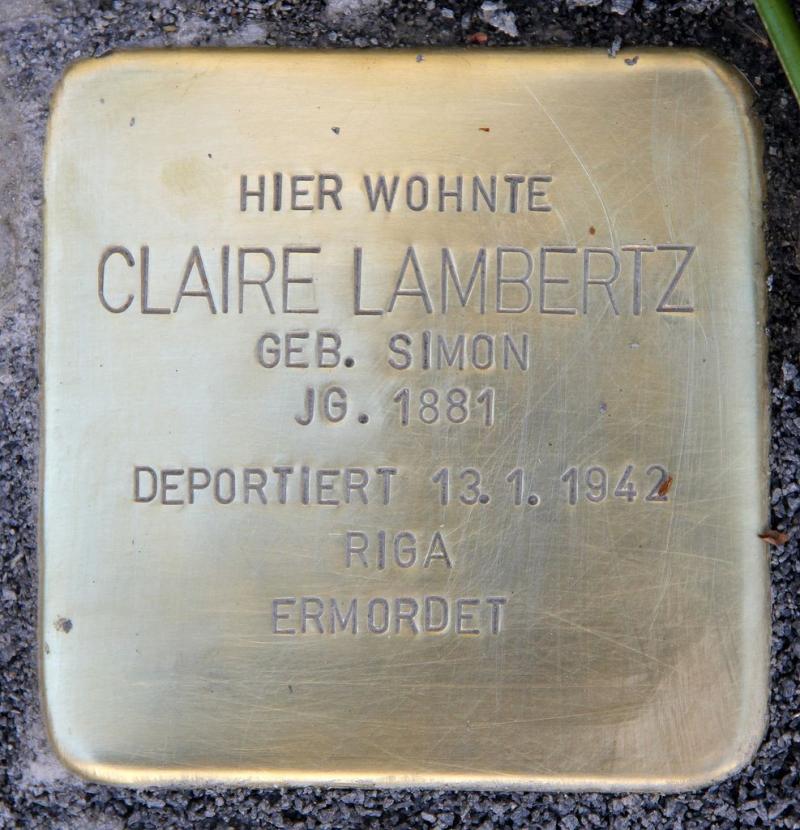 HIER WOHNTE
CLAIRE LAMBERTZ
GEB. SIMON
JG. 1881
DEPORTIERT 13.1.1942
RIGA
ERMORDET